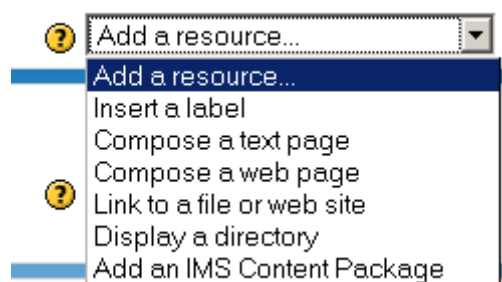 Add a resource...
Add a resource...
Insert a label
Compose a text page
Compose a web page
Link to a file or web site
Display a directory
Add an IMS Content Package